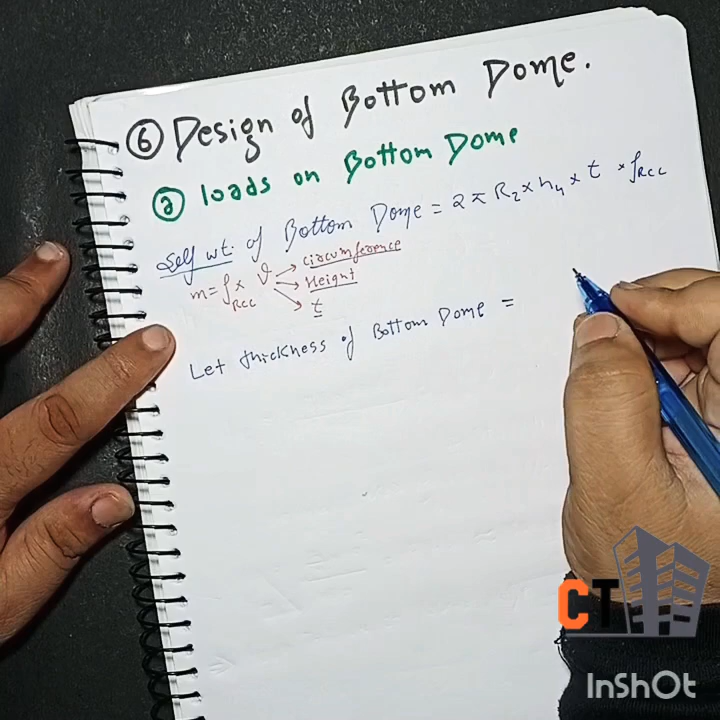 ⑥ Design of Bottom Dome.
ⓐ loads on Bottom Dome
Self wt. of Bottom Dome = 2π R₂ × h₄ × t × ρRCC
m = ρRCC × v → circumference
→ Height
→ t
Let thickness of Bottom Dome =
CT
InShOt